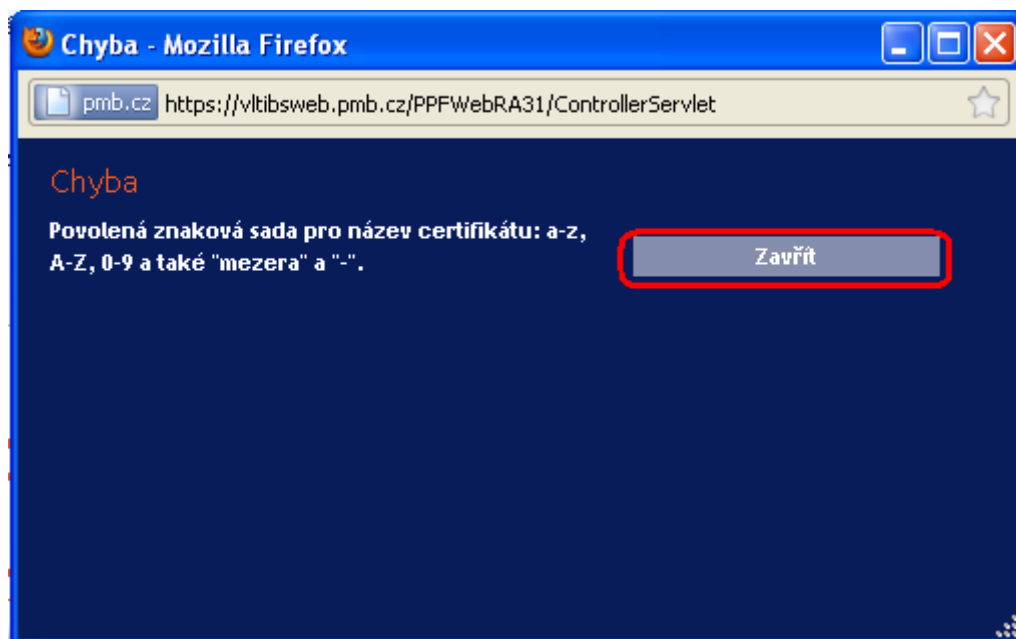 Chyba - Mozilla Firefox
pmb.cz https://vltibsweb.pmb.cz/PPFWebRA31/ControllerServlet
Chyba
Povolená znaková sada pro název certifikátu: a-z,
A-Z, 0-9 a také "mezera" a "-".
Zavřít